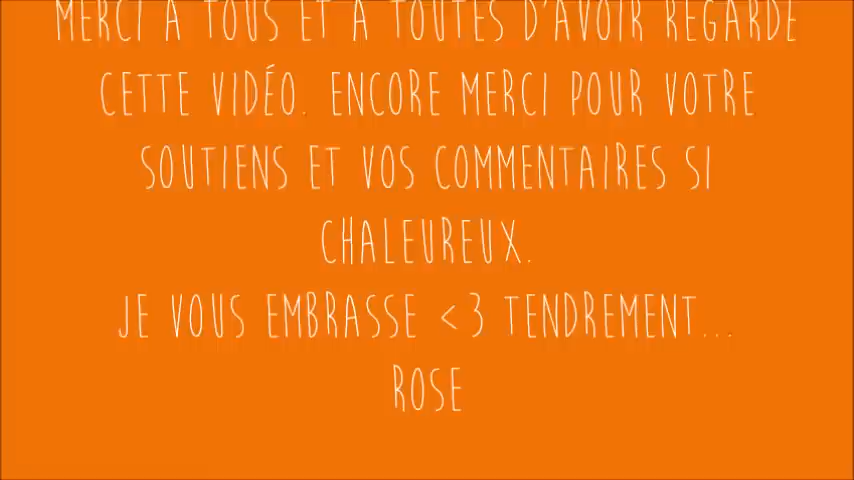 MERCI À TOUS ET À TOUTES D'AVOIR REGARDÉ
CETTE VIDÉO. ENCORE MERCI POUR VOTRE
SOUTIENS ET VOS COMMENTAIRES SI
CHALEUREUX.
JE VOUS EMBRASSE <3 TENDREMENT...
ROSE